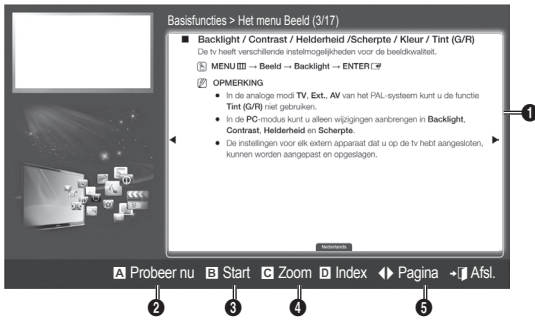 Basisfuncties > Het menu Beeld (3/17)
■ Backlight / Contrast / Helderheid /Scherpte / Kleur / Tint (G/R)
De tv heeft verschillende instelmogelijkheden voor de beeldkwaliteit.
MENU → Beeld → Backlight → ENTER
OPMERKING
● In de analoge modi TV, Ext., AV van het PAL-systeem kunt u de functie
Tint (G/R) niet gebruiken.
● In de PC-modus kunt u alleen wijzigingen aanbrengen in Backlight,
Contrast, Helderheid en Scherpte.
● De instellingen voor elk extern apparaat dat u op de tv hebt aangesloten,
kunnen worden aangepast en opgeslagen.
◀ ▶ 1
Nederlands
A Probeer nu B Start C Zoom D Index ◀▶ Pagina Afsl.
2 3 4 5